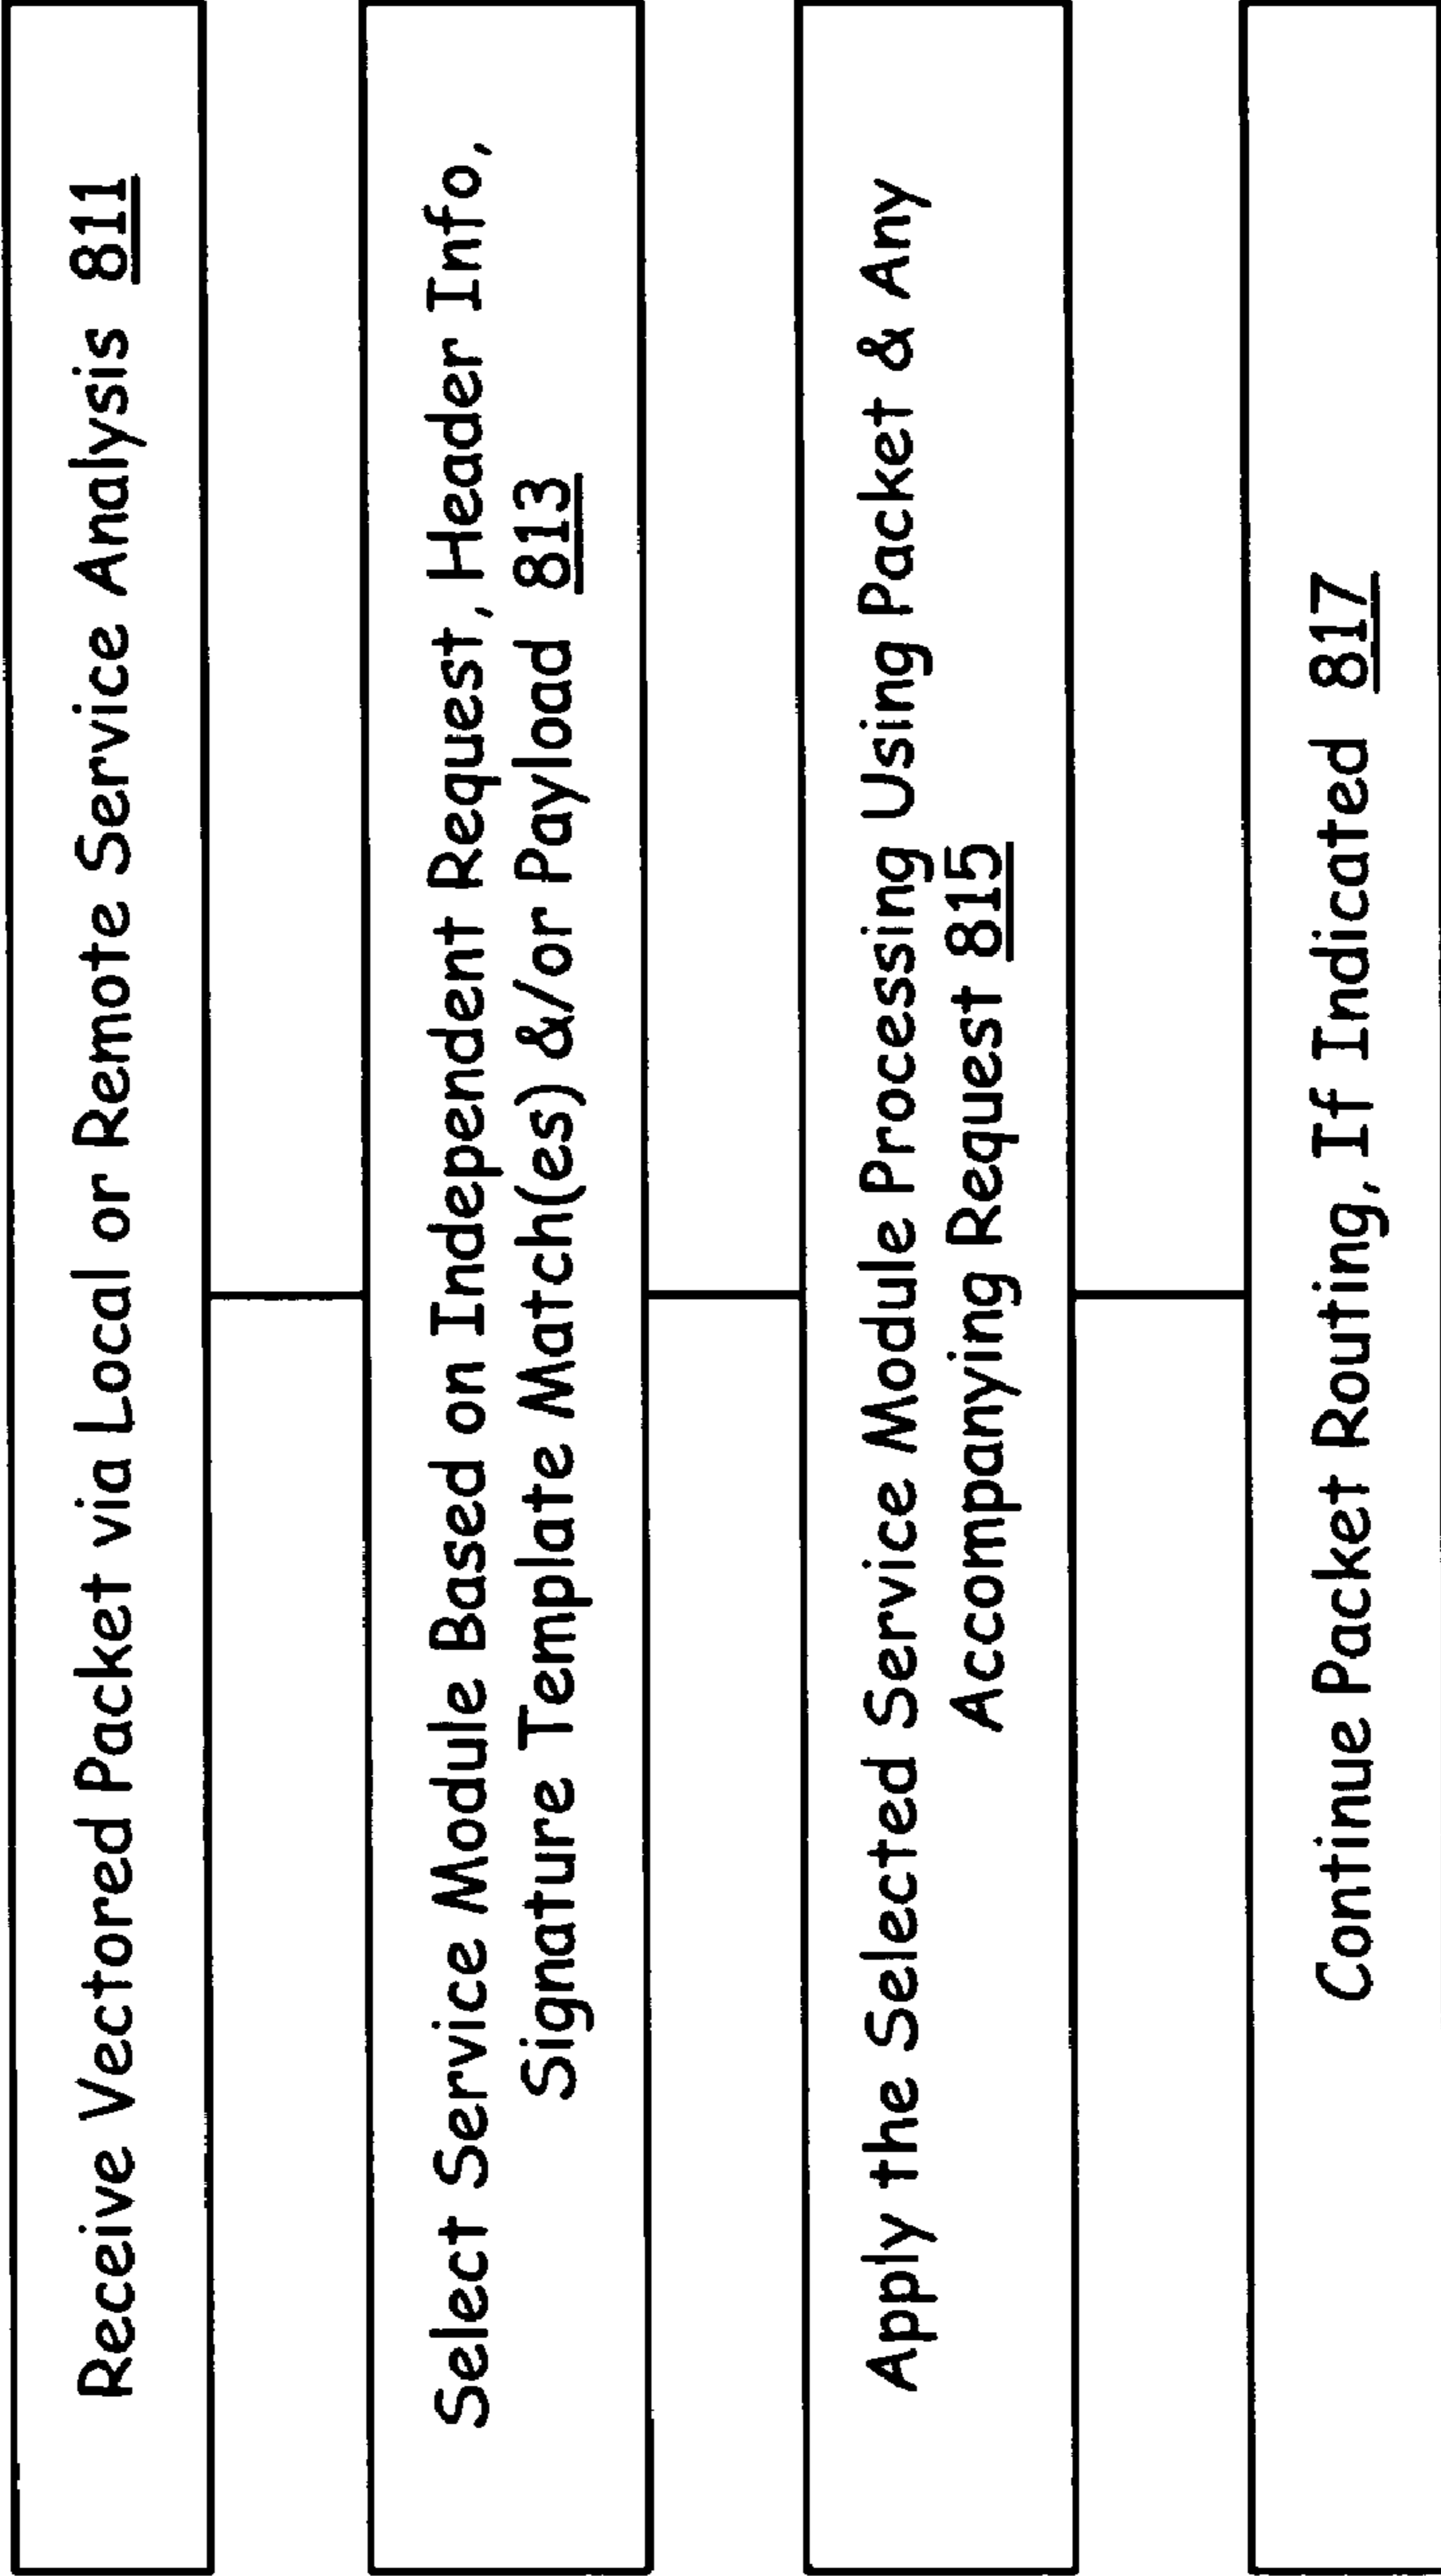 Receive Vectored Packet via Local or Remote Service Analysis 811
Select Service Module Based on Independent Request, Header Info,
Signature Template Match(es) &/or Payload 813
Apply the Selected Service Module Processing Using Packet & Any
Accompanying Request 815
Continue Packet Routing, If Indicated 817